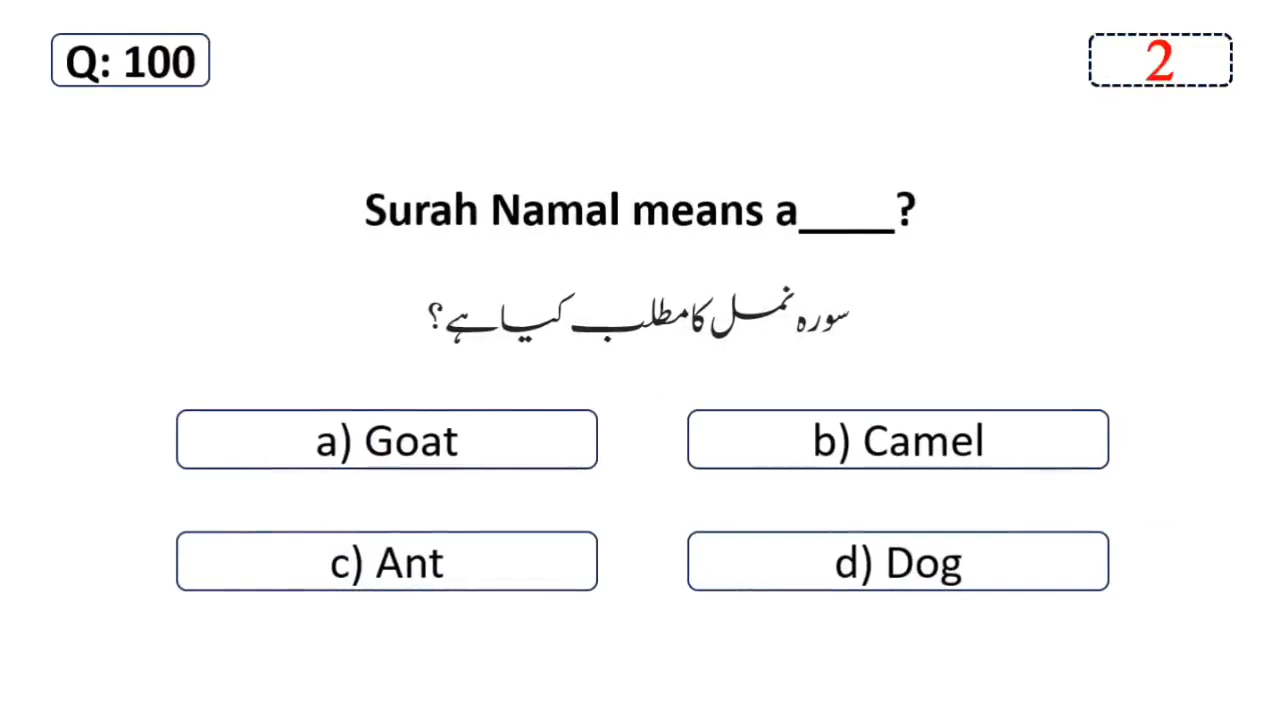 Q: 100
2
Surah Namal means a____?
سورہ نمل کا مطلب کیا ہے؟
a) Goat
b) Camel
c) Ant
d) Dog